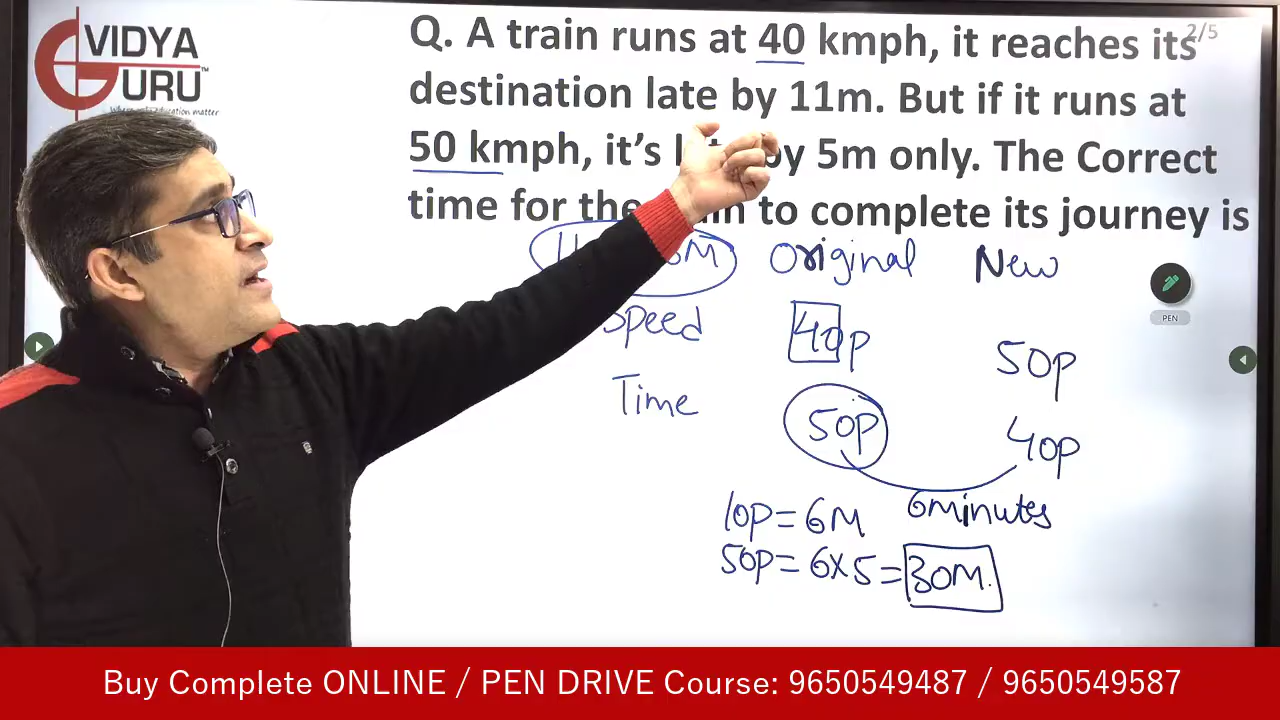 VIDYA
GURU
TM
2/5
Q. A train runs at 40 kmph, it reaches its
destination late by 11m. But if it runs at
50 kmph, it's by 5m only. The Correct
time for the to complete its journey is
M Original New
Speed 40p 50p
Time 50p 40p
6minutes
10p = 6M
50p = 6×5 = 30M.
PEN
Buy Complete ONLINE / PEN DRIVE Course: 9650549487 / 9650549587